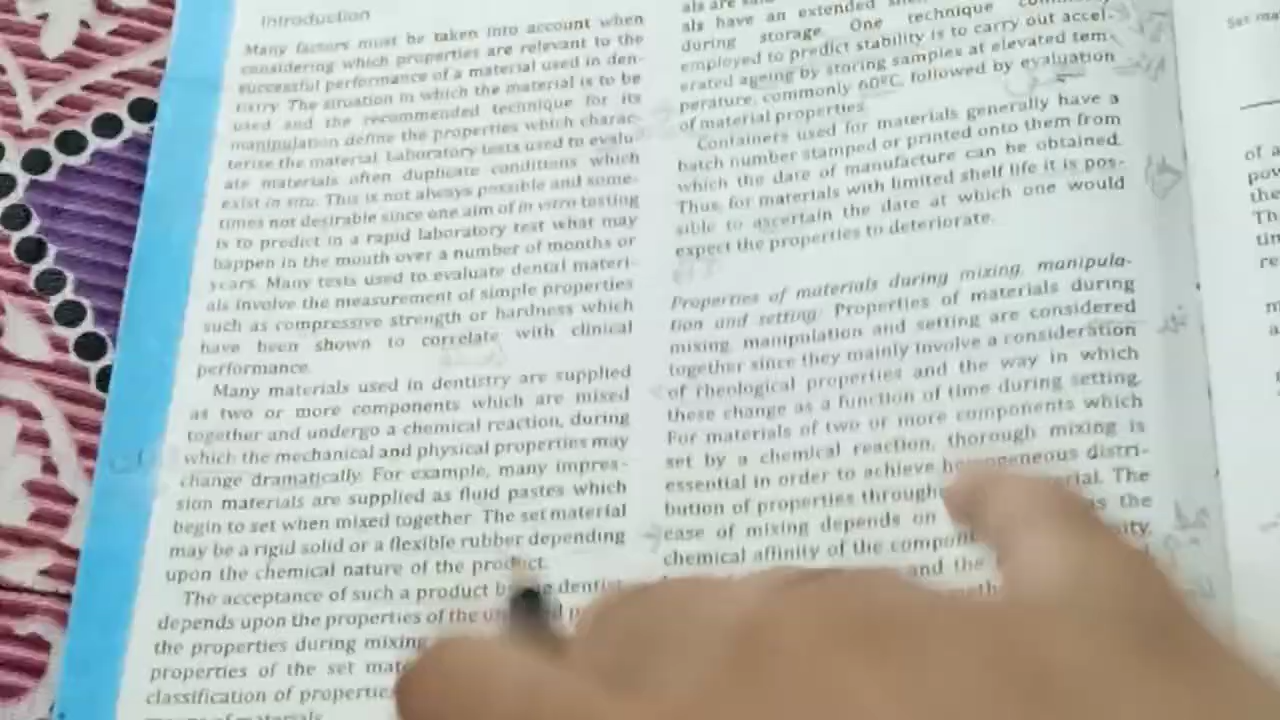 Introduction
Many factors must be taken into account when
considering which properties are relevant to the
successful performance of a material used in den-
tistry. The situation in which the material is to be
used and the recommended technique for its
manipulation define the properties which charac-
terise the material. Laboratory tests used to evalu-
ate materials often duplicate conditions which
exist in situ. This is not always possible and some-
times not desirable since one aim of in vitro testing
is to predict in a rapid laboratory test what may
happen in the mouth over a number of months or
years. Many tests used to evaluate dental materi-
als involve the measurement of simple properties
such as compressive strength or hardness which
have been shown to correlate with clinical
performance.
Many materials used in dentistry are supplied
as two or more components which are mixed
together and undergo a chemical reaction, during
which the mechanical and physical properties may
change dramatically. For example, many impres-
sion materials are supplied as fluid pastes which
begin to set when mixed together. The set material
may be a rigid solid or a flexible rubber depending
upon the chemical nature of the product.
The acceptance of such a product dentist
depends upon the properties of the
the properties during mixing
properties of the set
classification of
als are
als have an extended
during storage. One technique
employed to predict stability is to carry out accel-
erated ageing by storing samples at elevated tem-
perature, commonly 60ºC, followed by evaluation
of material properties.
Containers used for materials generally have a
batch number stamped or printed onto them from
which the date of manufacture can be obtained.
Thus, for materials with limited shelf life it is pos-
sible to ascertain the date at which one would
expect the properties to deteriorate.
Properties of materials during mixing, manipula-
tion and setting: Properties of materials during
mixing, manipulation and setting are considered
together since they mainly involve a consideration
of rheological properties and the way in which
these change as a function of time during setting.
For materials of two or more components which
set by a chemical reaction, thorough mixing is
essential in order to achieve homogeneous distri-
bution of properties The
ease of mixing depends on the
chemical affinity of the
and the
Set
of a
the